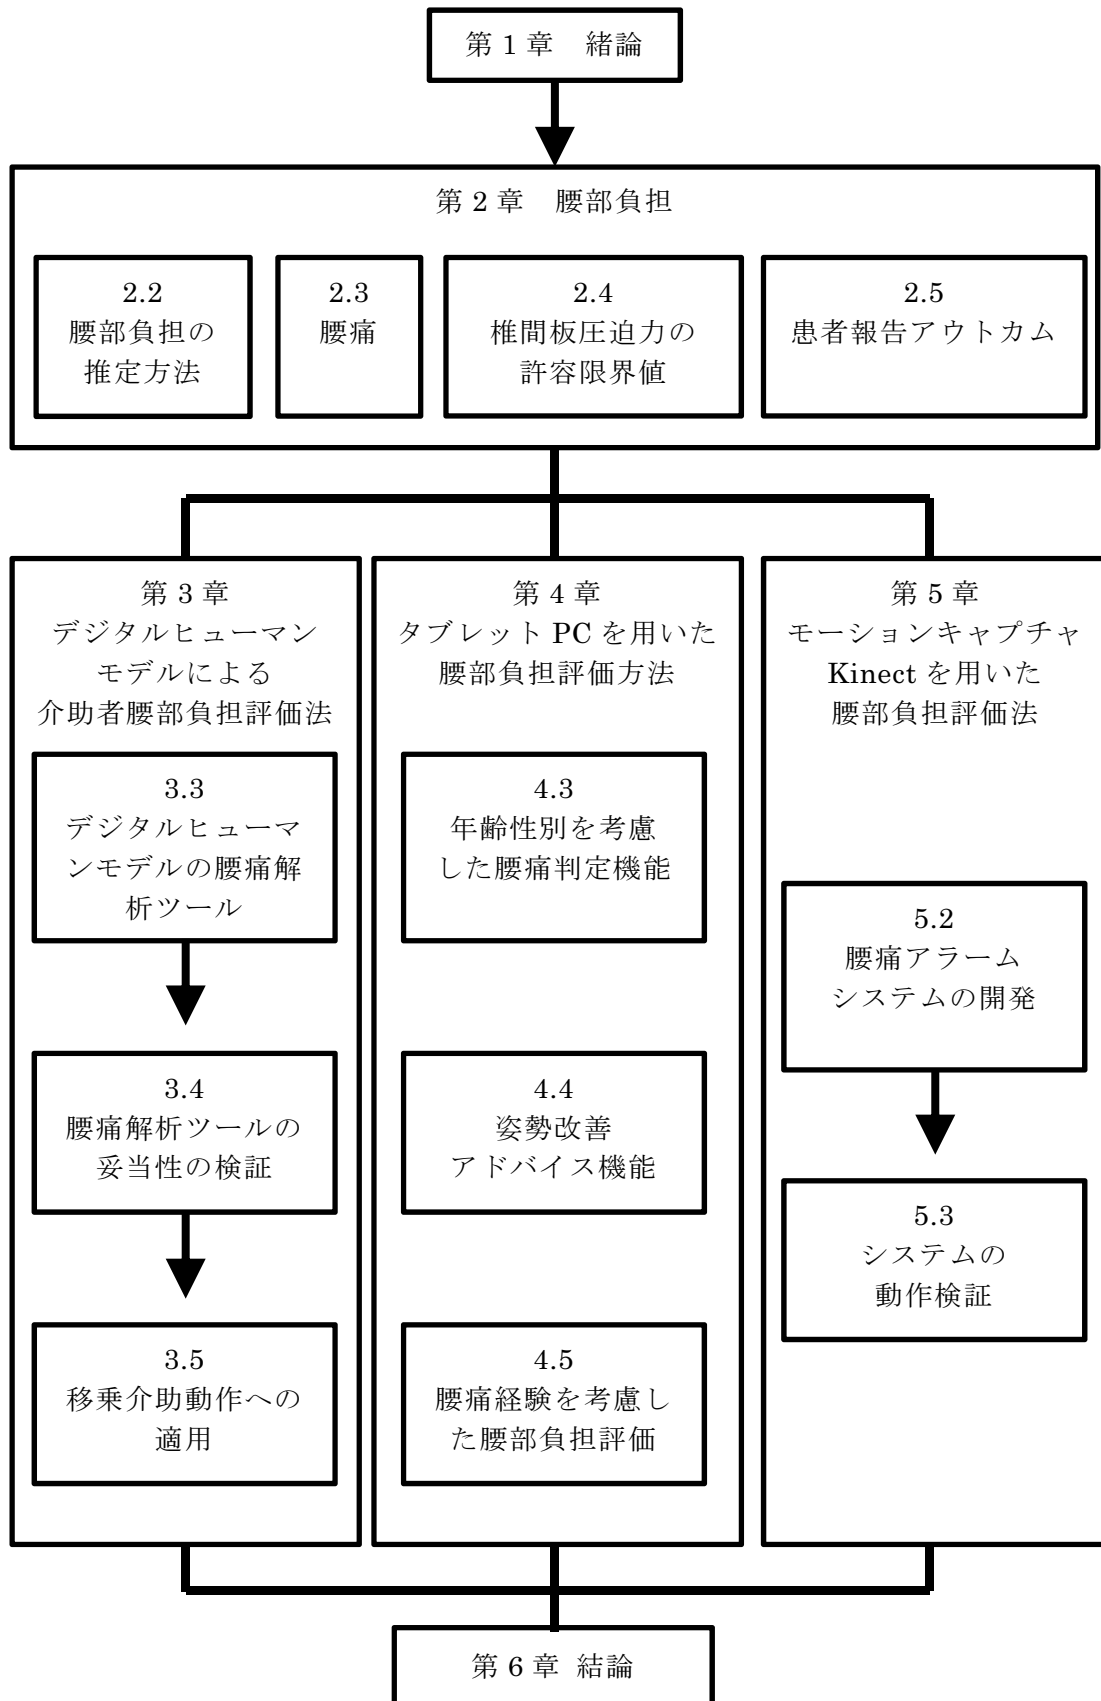 第 1 章　緒論
第 2 章　腰部負担
2.2
腰部負担の
推定方法
2.3
腰痛
2.4
椎間板圧迫力の
許容限界値
2.5
患者報告アウトカム
第 3 章
デジタルヒューマン
モデルによる
介助者腰部負担評価法
3.3
デジタルヒューマ
ンモデルの腰痛解
析ツール
3.4
腰痛解析ツールの
妥当性の検証
3.5
移乗介助動作への
適用
第 4 章
タブレット PC を用いた
腰部負担評価方法
4.3
年齢性別を考慮
した腰痛判定機能
4.4
姿勢改善
アドバイス機能
4.5
腰痛経験を考慮し
た腰部負担評価
第 5 章
モーションキャプチャ
Kinect を用いた
腰部負担評価法
5.2
腰痛アラーム
システムの開発
5.3
システムの
動作検証
第 6 章 結論